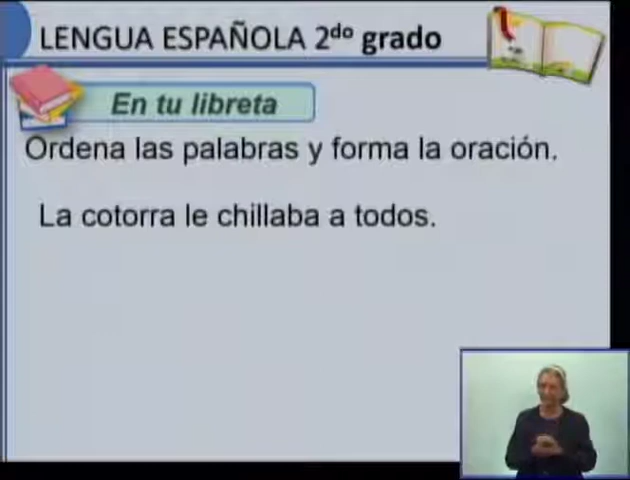 LENGUA ESPAÑOLA 2do grado
En tu libreta
Ordena las palabras y forma la oración.
La cotorra le chillaba a todos.